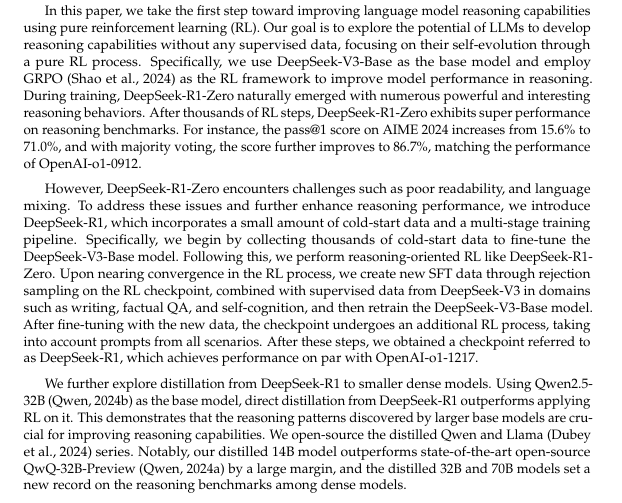 In this paper, we take the first step toward improving language model reasoning capabilities
using pure reinforcement learning (RL). Our goal is to explore the potential of LLMs to develop
reasoning capabilities without any supervised data, focusing on their self-evolution through
a pure RL process. Specifically, we use DeepSeek-V3-Base as the base model and employ
GRPO (Shao et al., 2024) as the RL framework to improve model performance in reasoning.
During training, DeepSeek-R1-Zero naturally emerged with numerous powerful and interesting
reasoning behaviors. After thousands of RL steps, DeepSeek-R1-Zero exhibits super performance
on reasoning benchmarks. For instance, the pass@1 score on AIME 2024 increases from 15.6% to
71.0%, and with majority voting, the score further improves to 86.7%, matching the performance
of OpenAI-o1-0912.
However, DeepSeek-R1-Zero encounters challenges such as poor readability, and language
mixing. To address these issues and further enhance reasoning performance, we introduce
DeepSeek-R1, which incorporates a small amount of cold-start data and a multi-stage training
pipeline. Specifically, we begin by collecting thousands of cold-start data to fine-tune the
DeepSeek-V3-Base model. Following this, we perform reasoning-oriented RL like DeepSeek-R1-
Zero. Upon nearing convergence in the RL process, we create new SFT data through rejection
sampling on the RL checkpoint, combined with supervised data from DeepSeek-V3 in domains
such as writing, factual QA, and self-cognition, and then retrain the DeepSeek-V3-Base model.
After fine-tuning with the new data, the checkpoint undergoes an additional RL process, taking
into account prompts from all scenarios. After these steps, we obtained a checkpoint referred to
as DeepSeek-R1, which achieves performance on par with OpenAI-o1-1217.
We further explore distillation from DeepSeek-R1 to smaller dense models. Using Qwen2.5-
32B (Qwen, 2024b) as the base model, direct distillation from DeepSeek-R1 outperforms applying
RL on it. This demonstrates that the reasoning patterns discovered by larger base models are cru-
cial for improving reasoning capabilities. We open-source the distilled Qwen and Llama (Dubey
et al., 2024) series. Notably, our distilled 14B model outperforms state-of-the-art open-source
QwQ-32B-Preview (Qwen, 2024a) by a large margin, and the distilled 32B and 70B models set a
new record on the reasoning benchmarks among dense models.